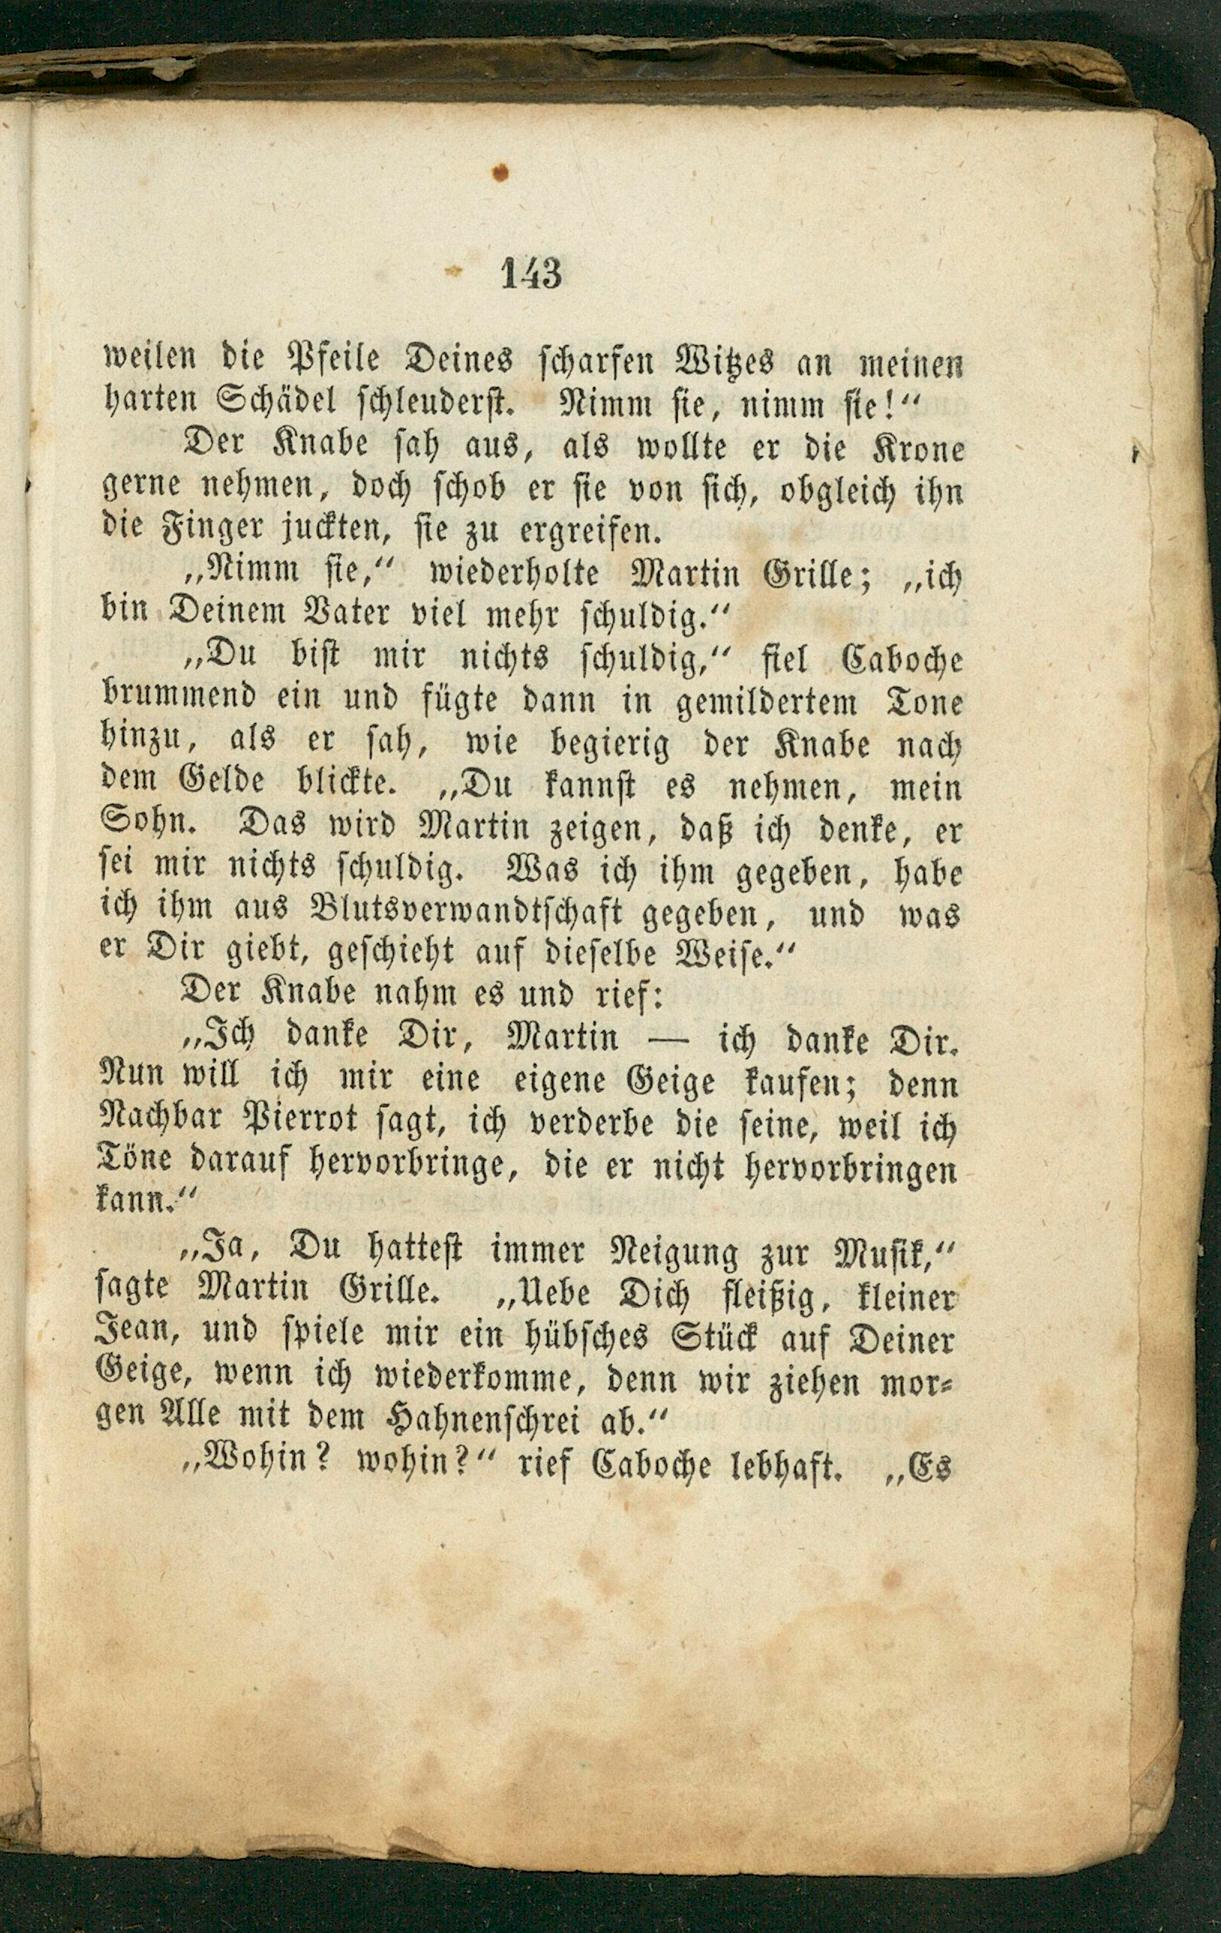 143
weilen die Pfeile Deines scharfen Witzes an meinen
harten Schädel schleuderst. Nimm sie, nimm sie!“
Der Knabe sah aus, als wollte er die Krone
gerne nehmen, doch schob er sie von sich, obgleich ihn
die Finger juckten, sie zu ergreifen.
„Nimm sie,“ wiederholte Martin Grille; „ich
bin Deinem Vater viel mehr schuldig.“
„Du bist mir nichts schuldig,“ fiel Caboche
brummend ein und fügte dann in gemildertem Tone
hinzu, als er sah, wie begierig der Knabe nach
dem Gelde blickte. „Du kannst es nehmen, mein
Sohn. Das wird Martin zeigen, daß ich denke, er
sei mir nichts schuldig. Was ich ihm gegeben, habe
ich ihm aus Blutsverwandtschaft gegeben, und was
er Dir giebt, geschieht auf dieselbe Weise.“
Der Knabe nahm es und rief:
„Ich danke Dir, Martin — ich danke Dir.
Nun will ich mir eine eigene Geige kaufen; denn
Nachbar Pierrot sagt, ich verderbe die seine, weil ich
Töne darauf hervorbringe, die er nicht hervorbringen
kann.“
„Ja, Du hattest immer Neigung zur Musik,“
sagte Martin Grille. „Uebe Dich fleißig, kleiner
Jean, und spiele mir ein hübsches Stück auf Deiner
Geige, wenn ich wiederkomme, denn wir ziehen mor-
gen Alle mit dem Hahnenschrei ab.“
„Wohin? wohin?“ rief Caboche lebhaft. „Es